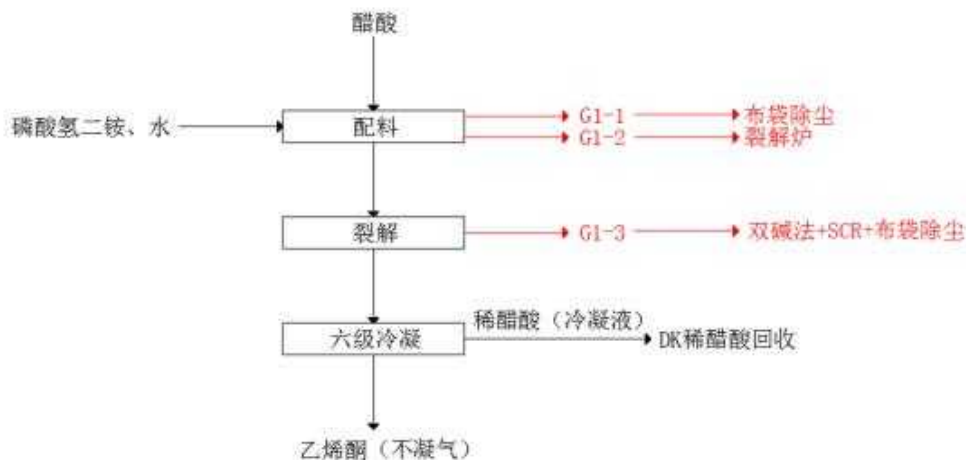 醋酸
磷酸氢二铵、水
配料
G1-1
布袋除尘
G1-2
裂解炉
裂解
G1-3
双碱法+SCR+布袋除尘
六级冷凝
稀醋酸（冷凝液）
DK稀醋酸回收
乙烯酮（不凝气）